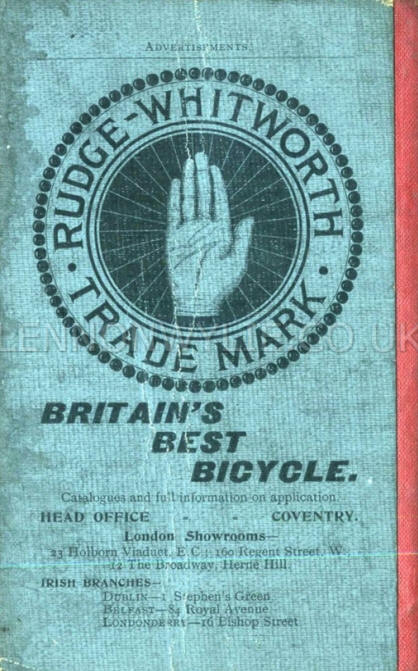 ADVERTISEMENTS.
RUDGE-WHITWORTH
TRADE MARK
BRITAIN'S
BEST
BICYCLE.
Catalogues and full information on application.
HEAD OFFICE - - COVENTRY.
London Showrooms—
23 Holborn Viaduct, E.C.; 160 Regent Street, W.
12 The Broadway, Herne Hill.
IRISH BRANCHES—
DUBLIN—1 Stephen's Green
BELFAST—84 Royal Avenue
LONDONDERRY—16 Bishop Street